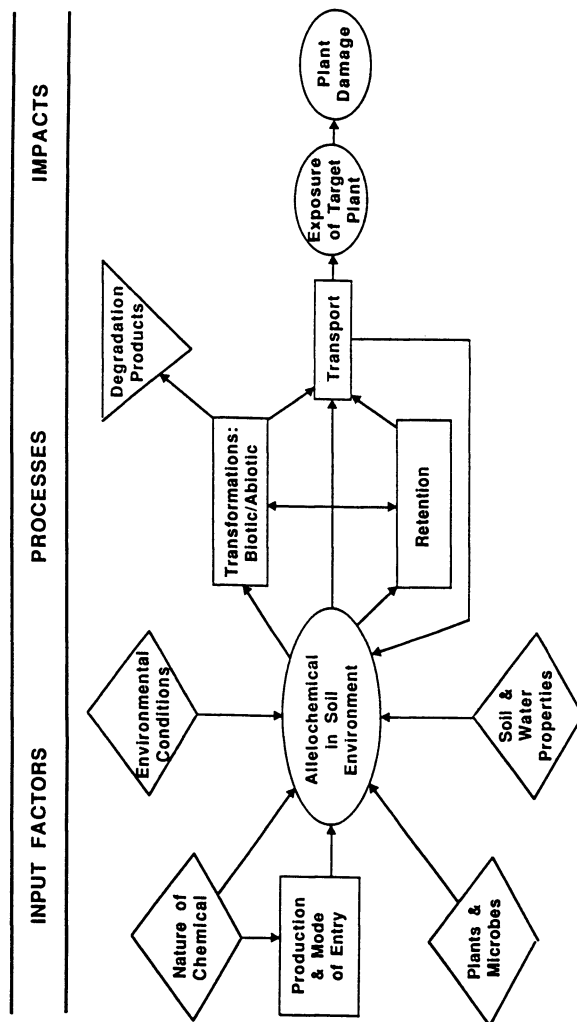 INPUT FACTORS
PROCESSES
IMPACTS
Nature of
Chemical
Environmental
Conditions
Production
& Mode
of Entry
Plants &
Microbes
Soil &
Water
Properties
Allelochemical
in Soil
Environment
Transformations:
Biotic/Abiotic
Retention
Degradation
Products
Transport
Exposure
of Target
Plant
Plant
Damage